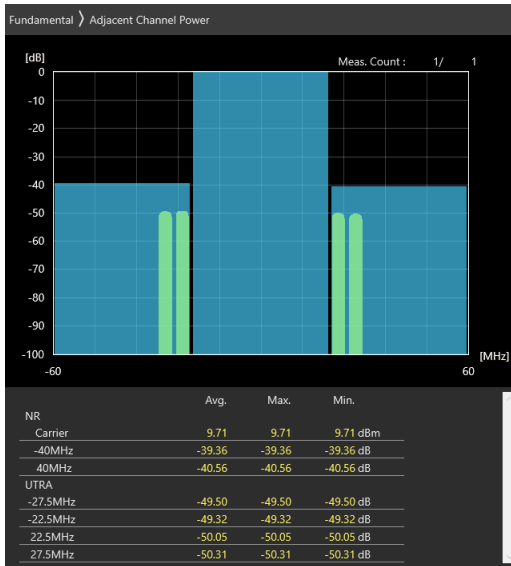 Fundamental 〉 Adjacent Channel Power
[dB] Meas. Count : 1/ 1
0
-10
-20
-30
-40
-50
-60
-70
-80
-90
-100
[MHz]
-60 60
Avg. Max. Min.
NR
Carrier 9.71 9.71 9.71 dBm
-40MHz -39.36 -39.36 -39.36 dB
40MHz -40.56 -40.56 -40.56 dB
UTRA
-27.5MHz -49.50 -49.50 -49.50 dB
-22.5MHz -49.32 -49.32 -49.32 dB
22.5MHz -50.05 -50.05 -50.05 dB
27.5MHz -50.31 -50.31 -50.31 dB